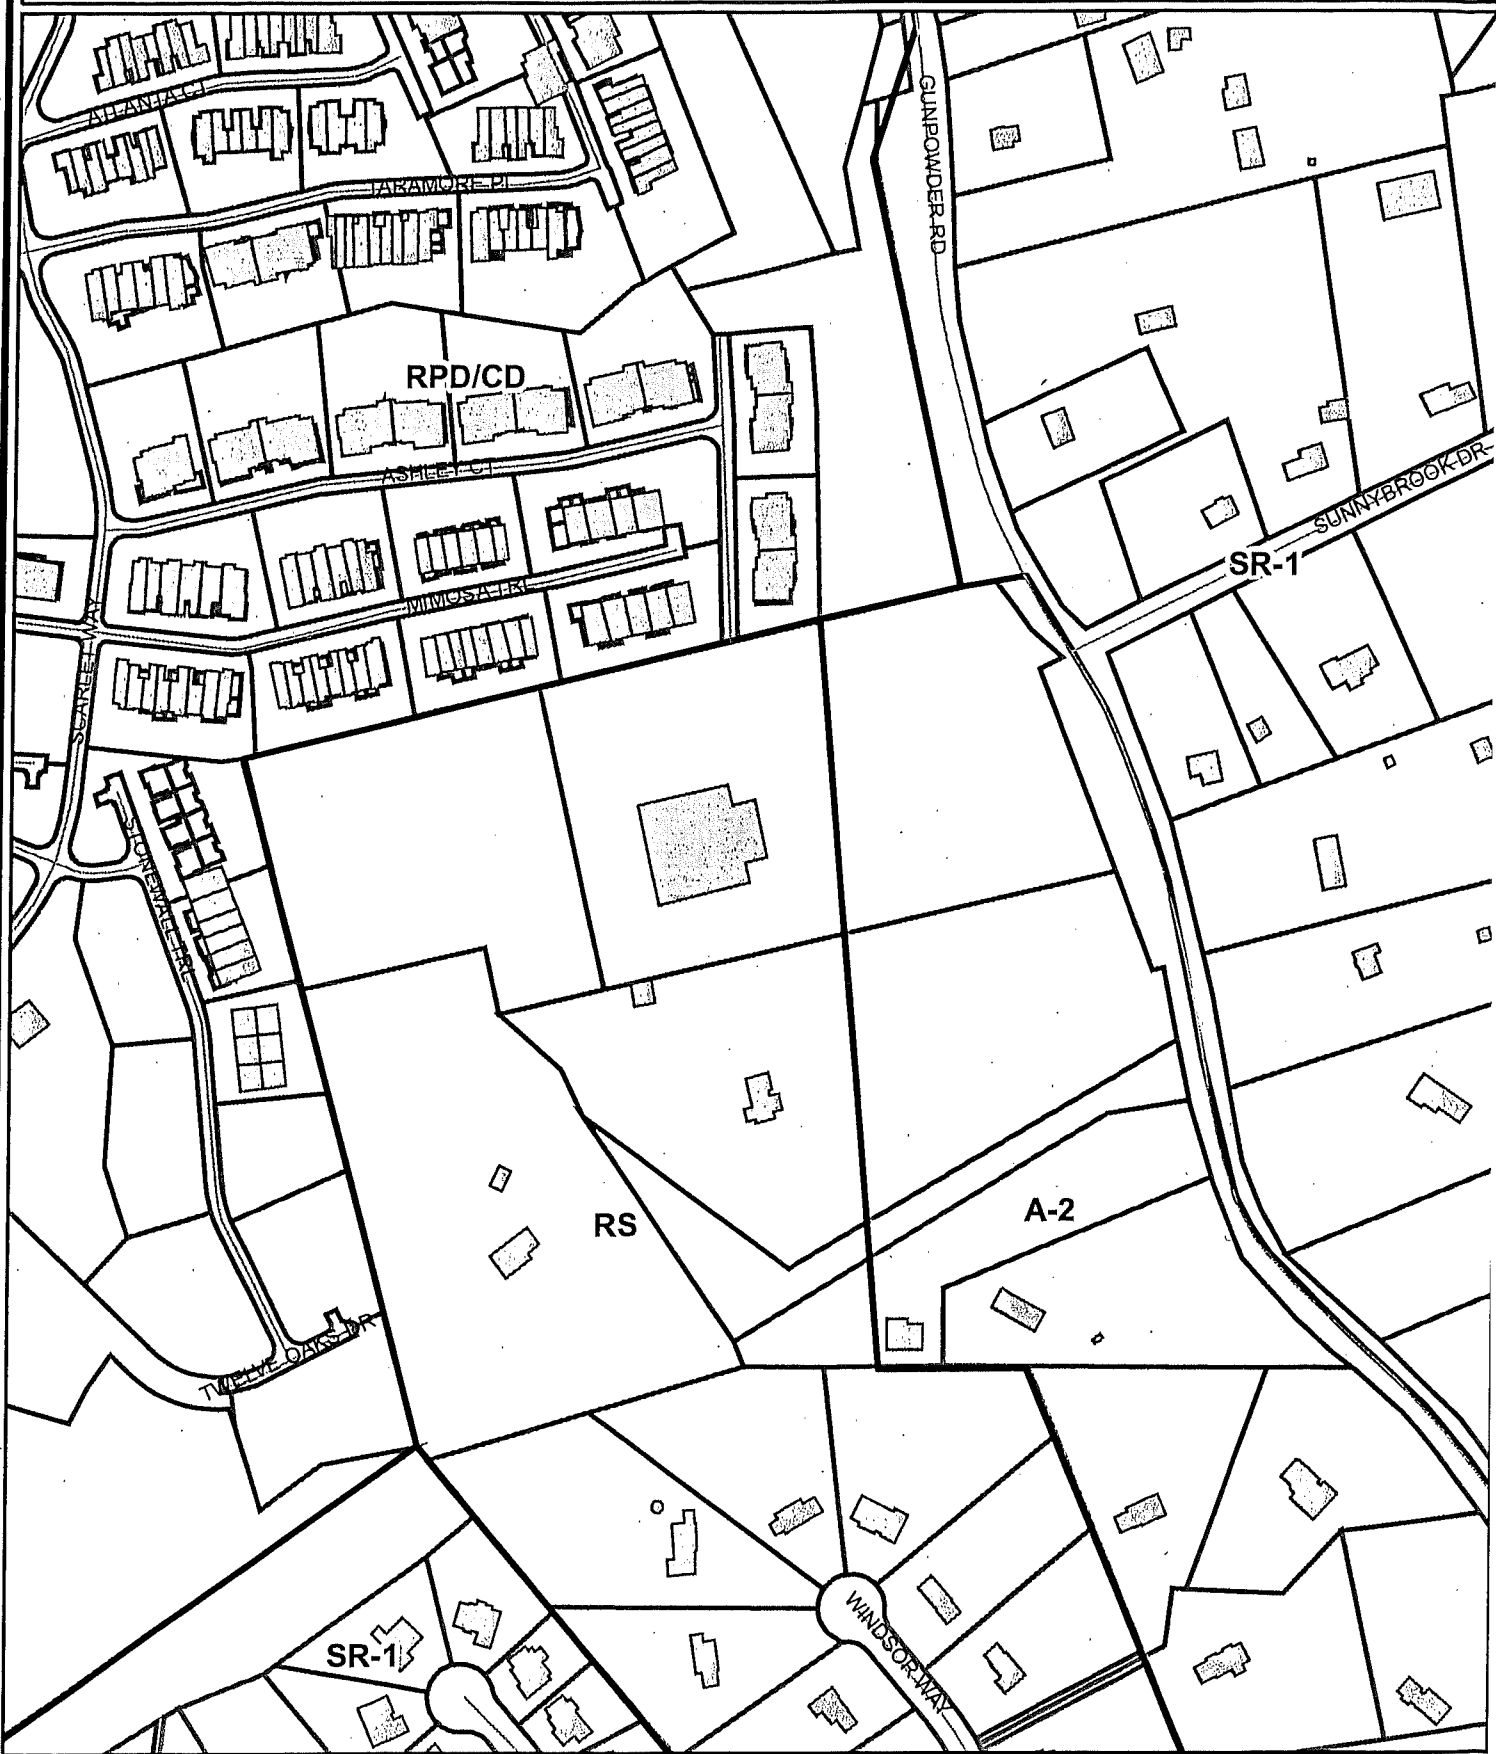 ATLANTA CT
GUNPOWDER RD
TARAMORE PL
RPD/CD
ASHLEY CT
SUNNYBROOK DR
SR-1
MIMOSA TRL
SCARLET WAY
STONEWALL TRL
RS
A-2
TWELVE OAKS DR
WINDSOR WAY
SR-1